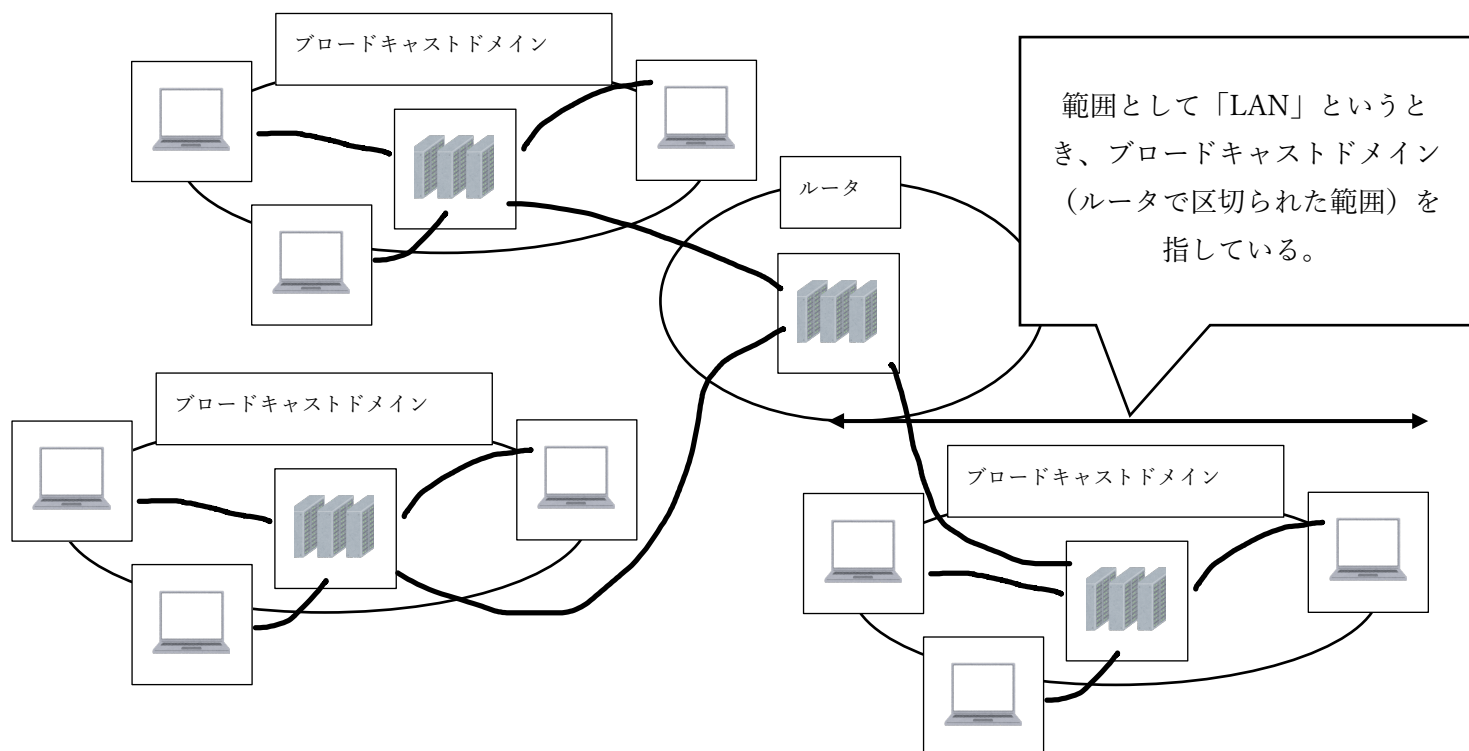 ブロードキャストドメイン
範囲として「LAN」というと
き、ブロードキャストドメイン
（ルータで区切られた範囲）を
指している。
ルータ
ブロードキャストドメイン
ブロードキャストドメイン